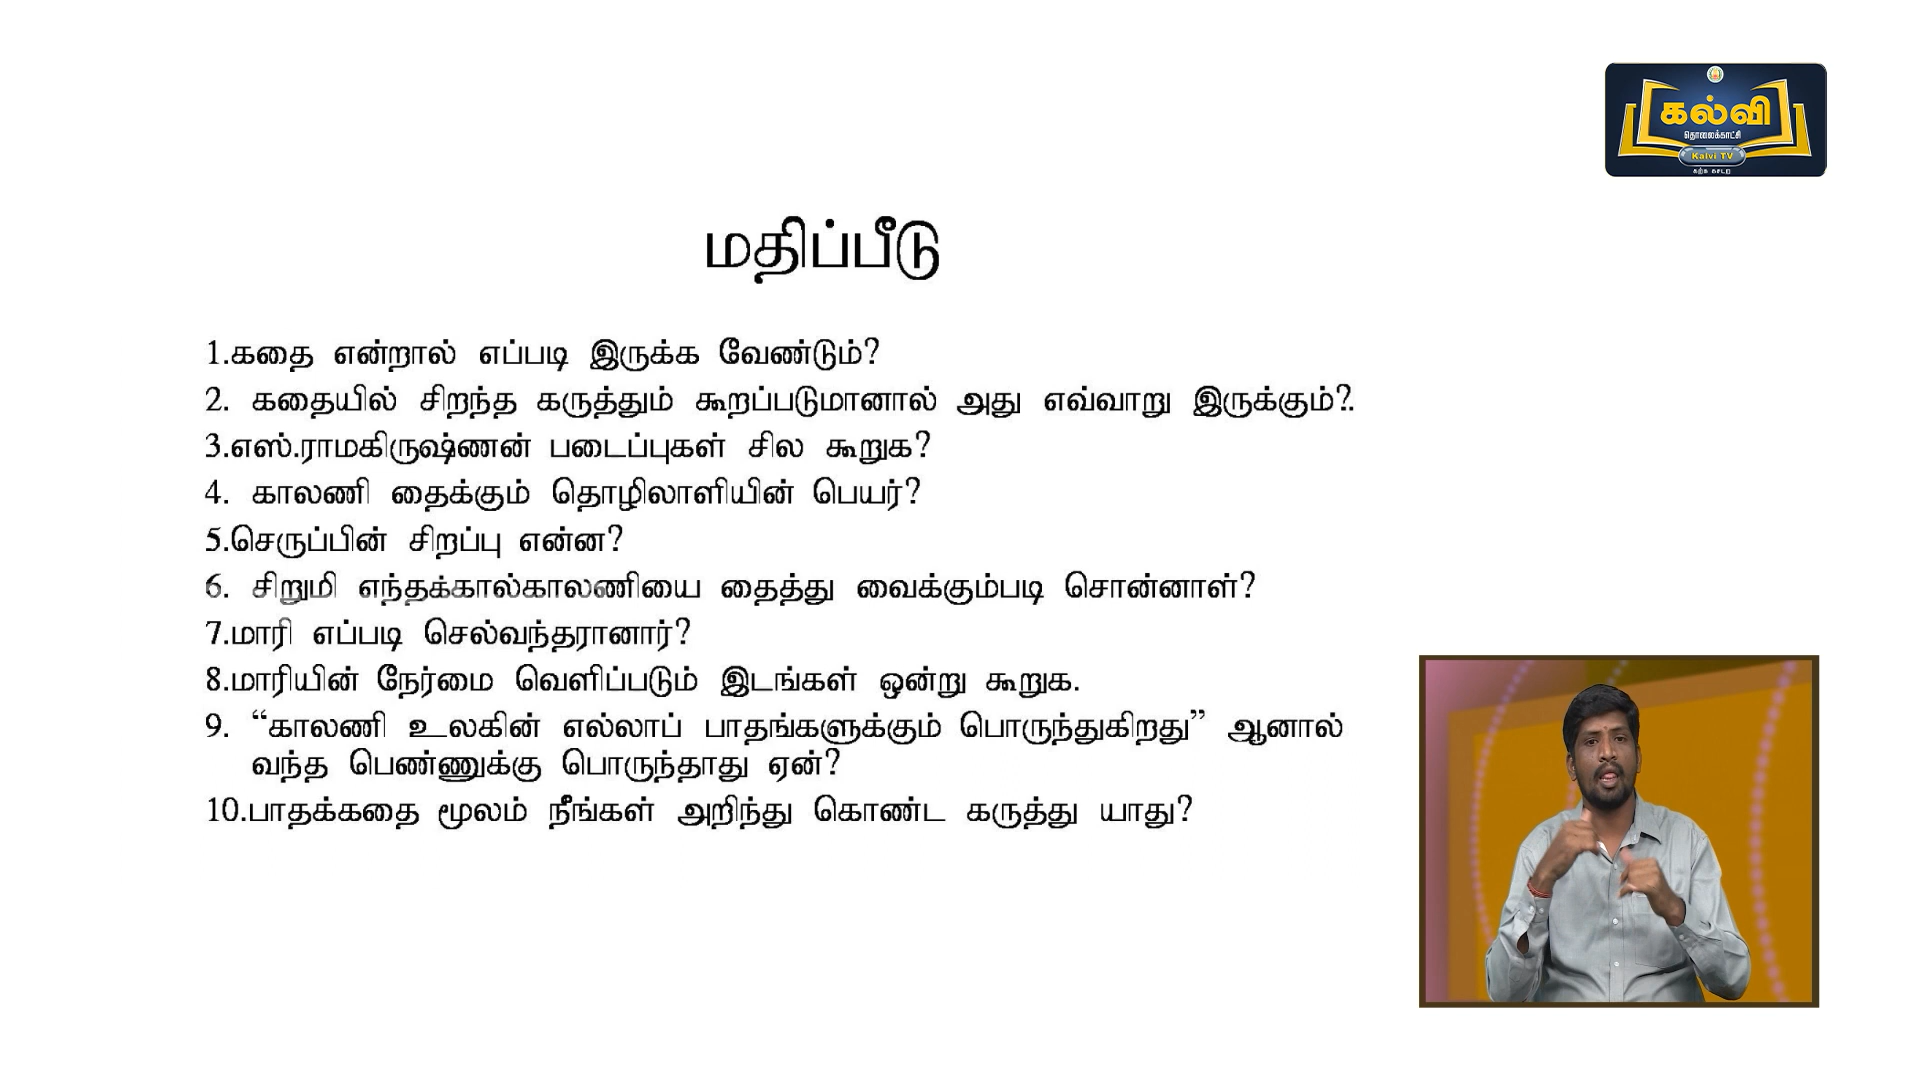 கல்வி
தொலைக்காட்சி
Kalvi TV
கற்க கசடற
மதிப்பீடு
1.கதை என்றால் எப்படி இருக்க வேண்டும்?
2. கதையில் சிறந்த கருத்தும் கூறப்படுமானால் அது எவ்வாறு இருக்கும்?.
3.எஸ்.ராமகிருஷ்ணன் படைப்புகள் சில கூறுக?
4. காலணி தைக்கும் தொழிலாளியின் பெயர்?
5.செருப்பின் சிறப்பு என்ன?
6. சிறுமி எந்தக்கால்காலணியை தைத்து வைக்கும்படி சொன்னாள்?
7.மாரி எப்படி செல்வந்தரானார்?
8.மாரியின் நேர்மை வெளிப்படும் இடங்கள் ஒன்று கூறுக.
9. “காலணி உலகின் எல்லாப் பாதங்களுக்கும் பொருந்துகிறது” ஆனால்
வந்த பெண்ணுக்கு பொருந்தாது ஏன்?
10.பாதக்கதை மூலம் நீங்கள் அறிந்து கொண்ட கருத்து யாது?